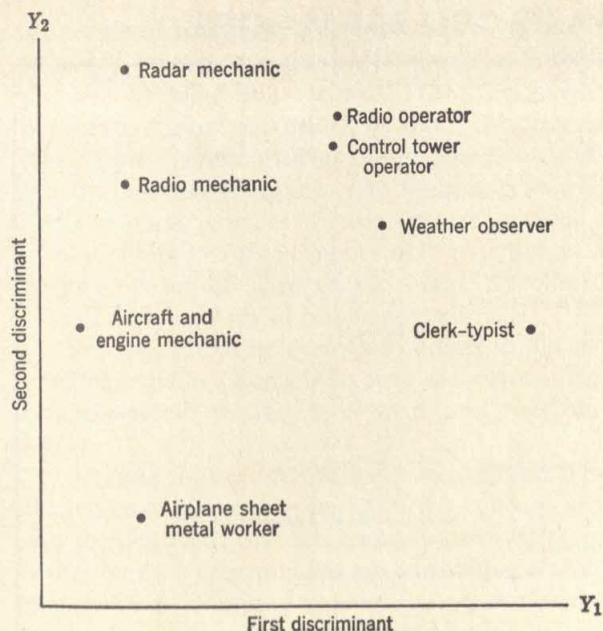 Y₂
Radar mechanic
Radio operator
Control tower
operator
Radio mechanic
Weather observer
Aircraft and
engine mechanic
Clerk–typist
Second discriminant
Airplane sheet
metal worker
Y₁
First discriminant